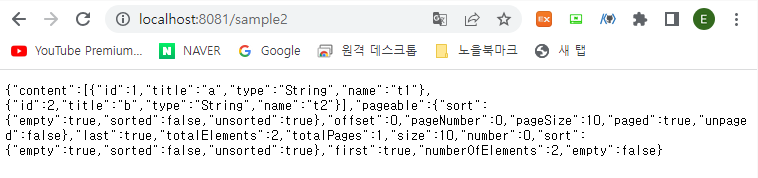 localhost:8081/sample2
E
YouTube Premium...
N NAVER
G Google
원격 데스크톱
노을북마크
새 탭
{"content":[{"id":1,"title":"a","type":"String","name":"t1"},
{"id":2,"title":"b","type":"String","name":"t2"}],"pageable":{"sort":
{"empty":true,"sorted":false,"unsorted":true},"offset":0,"pageNumber":0,"pageSize":10,"paged":true,"unpage
d":false},"last":true,"totalElements":2,"totalPages":1,"size":10,"number":0,"sort":
{"empty":true,"sorted":false,"unsorted":true},"first":true,"numberOfElements":2,"empty":false}